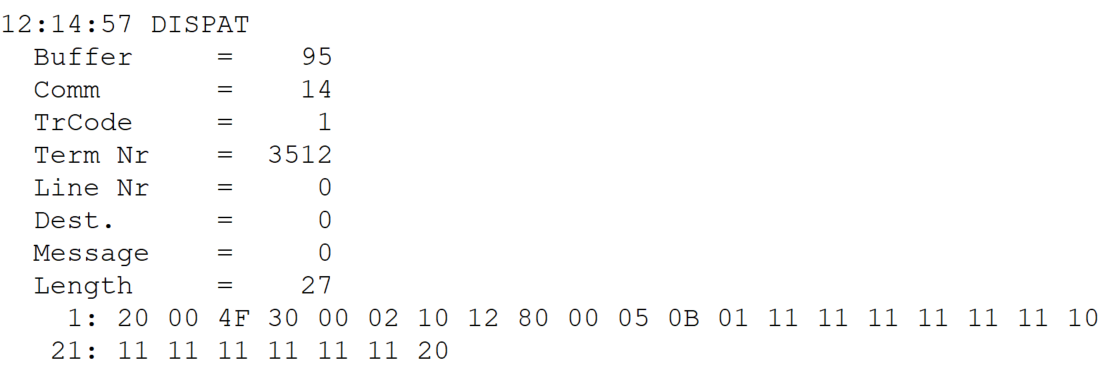 12:14:57 DISPAT
  Buffer     =    95
  Comm       =    14
  TrCode     =     1
  Term Nr    =  3512
  Line Nr    =     0
  Dest.      =     0
  Message    =     0
  Length     =    27
    1: 20 00 4F 30 00 02 10 12 80 00 05 0B 01 11 11 11 11 11 11 10
   21: 11 11 11 11 11 11 20